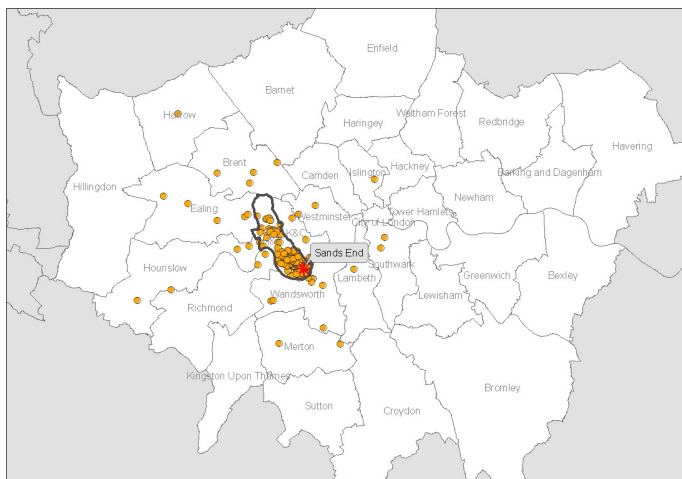 Enfield
Barnet
Harrow
Haringey
Waltham Forest
Redbridge
Havering
Brent
Camden
Islington
Hackney
Barking and Dagenham
Hillingdon
Ealing
Westminster
Tower Hamlets
Newham
City of London
K&C
Sands End
Southwark
Hounslow
Lambeth
Greenwich
Bexley
Wandsworth
Lewisham
Richmond
Merton
Kingston Upon Thames
Bromley
Sutton
Croydon